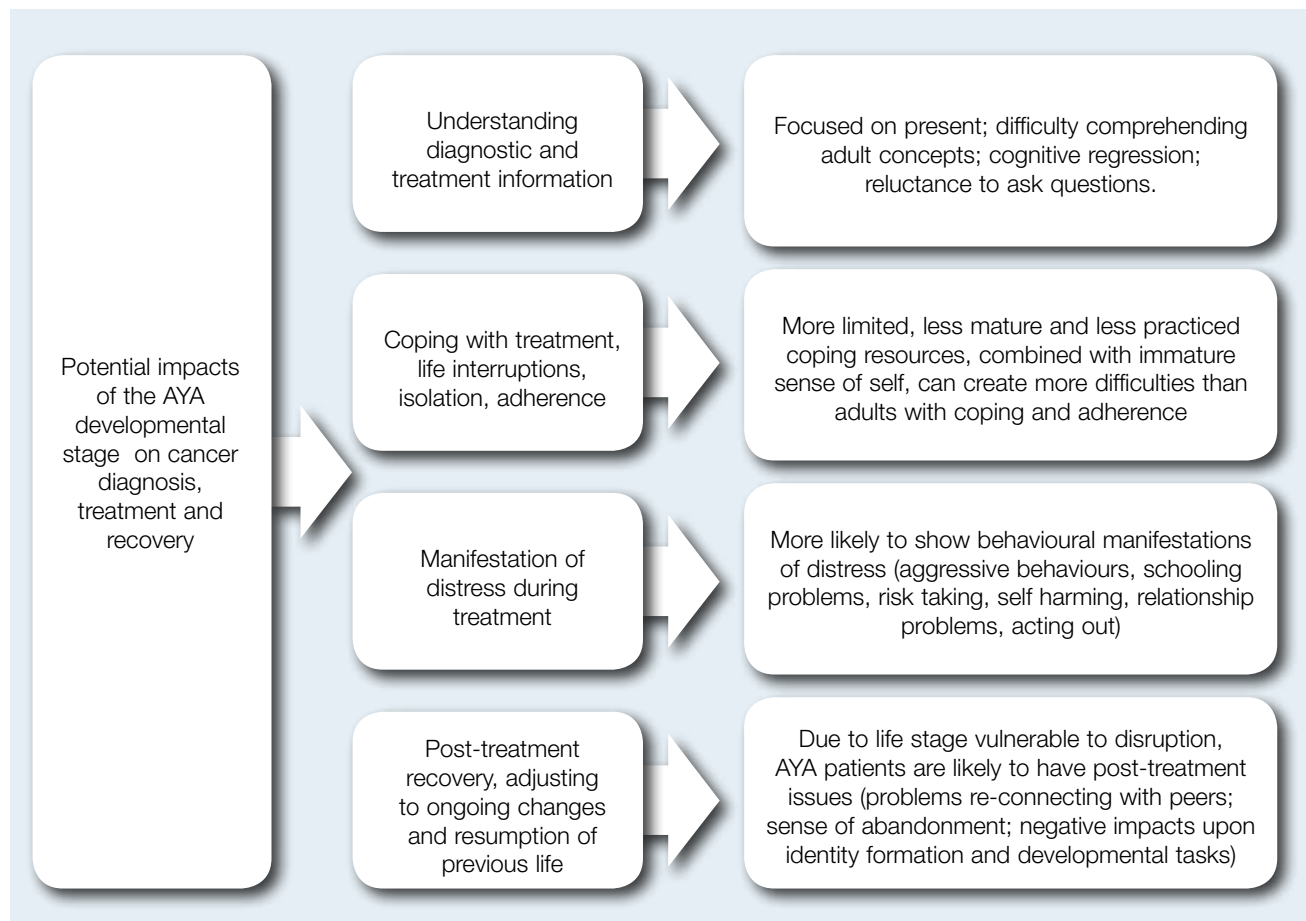 Potential impacts
of the AYA
developmental
stage on cancer
diagnosis,
treatment and
recovery
Understanding
diagnostic and
treatment information
Focused on present; difficulty comprehending
adult concepts; cognitive regression;
reluctance to ask questions.
Coping with treatment,
life interruptions,
isolation, adherence
More limited, less mature and less practiced
coping resources, combined with immature
sense of self, can create more difficulties than
adults with coping and adherence
Manifestation of
distress during
treatment
More likely to show behavioural manifestations
of distress (aggressive behaviours, schooling
problems, risk taking, self harming, relationship
problems, acting out)
Post-treatment
recovery, adjusting
to ongoing changes
and resumption of
previous life
Due to life stage vulnerable to disruption,
AYA patients are likely to have post-treatment
issues (problems re-connecting with peers;
sense of abandonment; negative impacts upon
identity formation and developmental tasks)